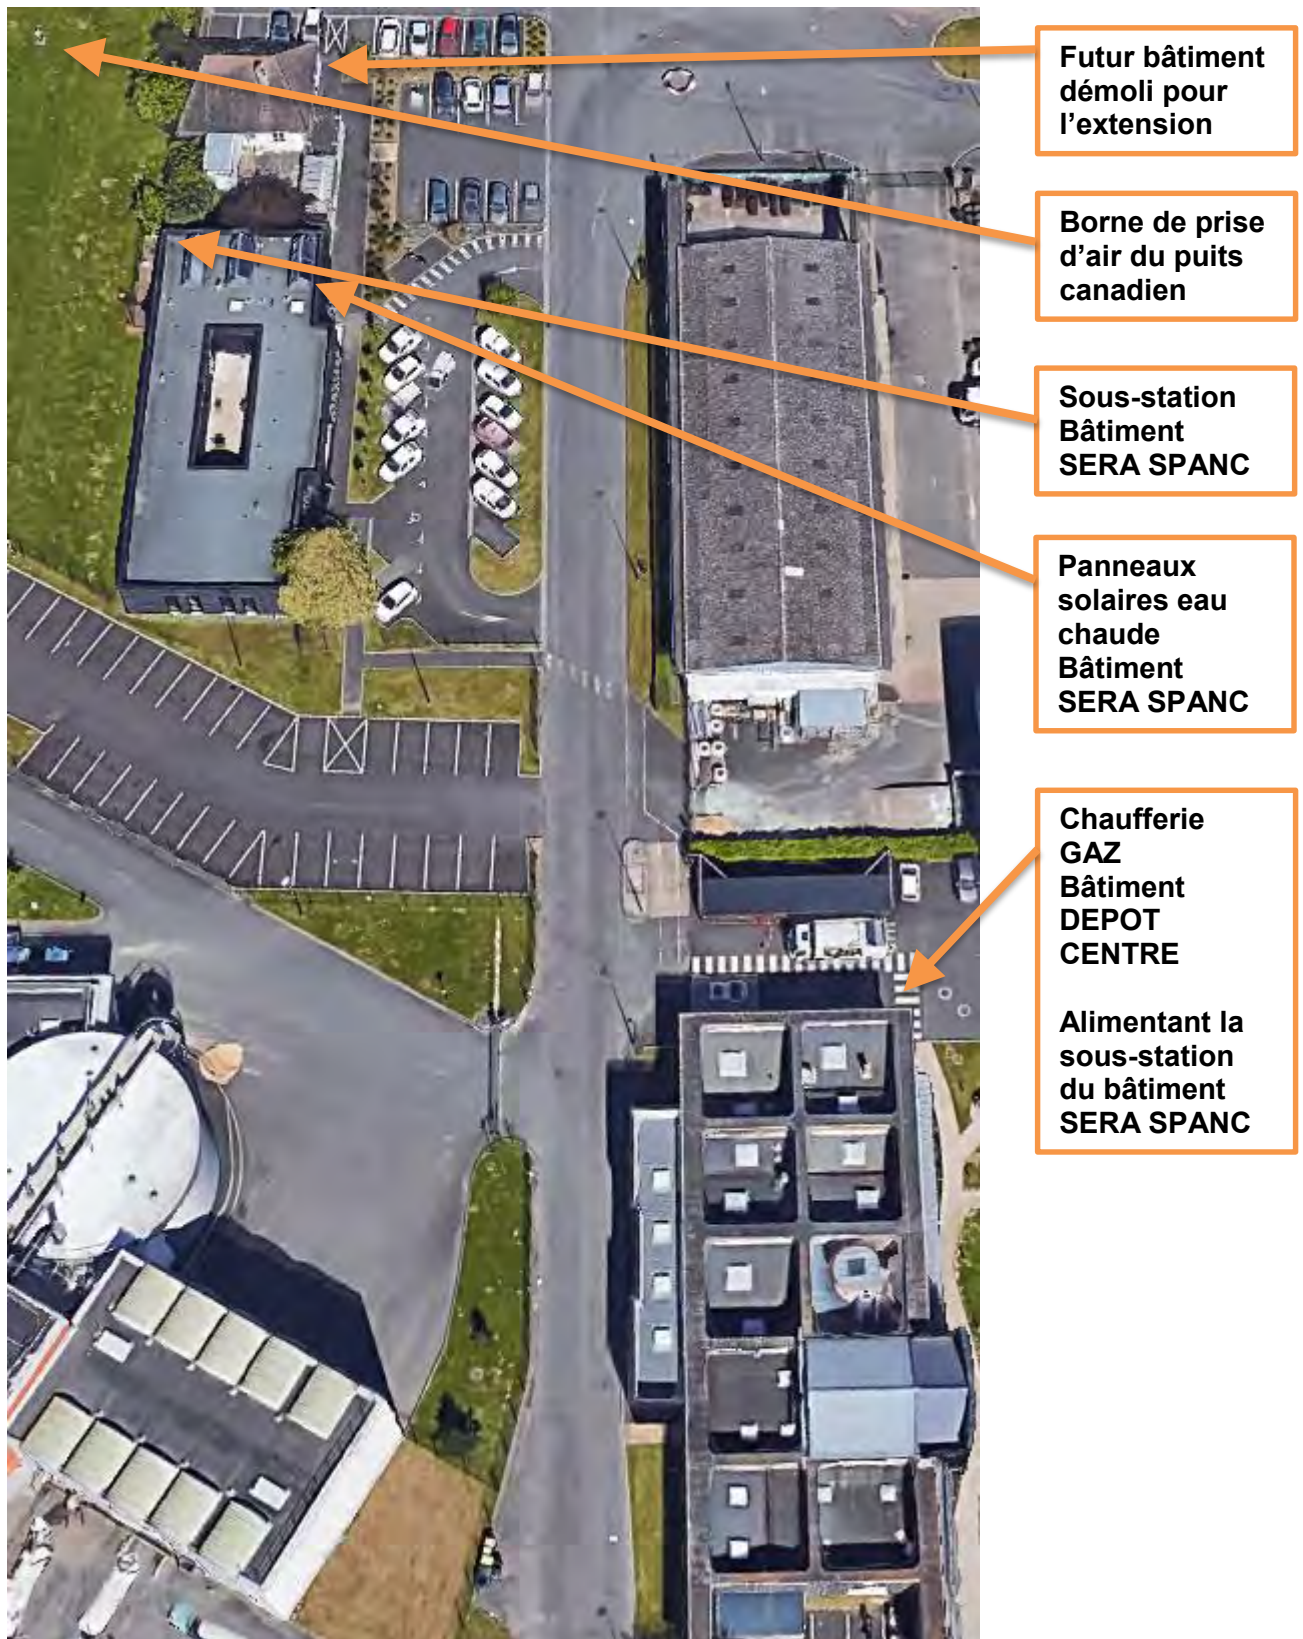 Futur bâtiment
démoli pour
l’extension
Borne de prise
d’air du puits
canadien
Sous-station
Bâtiment
SERA SPANC
Panneaux
solaires eau
chaude
Bâtiment
SERA SPANC
Chaufferie
GAZ
Bâtiment
DEPOT
CENTRE
Alimentant la
sous-station
du bâtiment
SERA SPANC